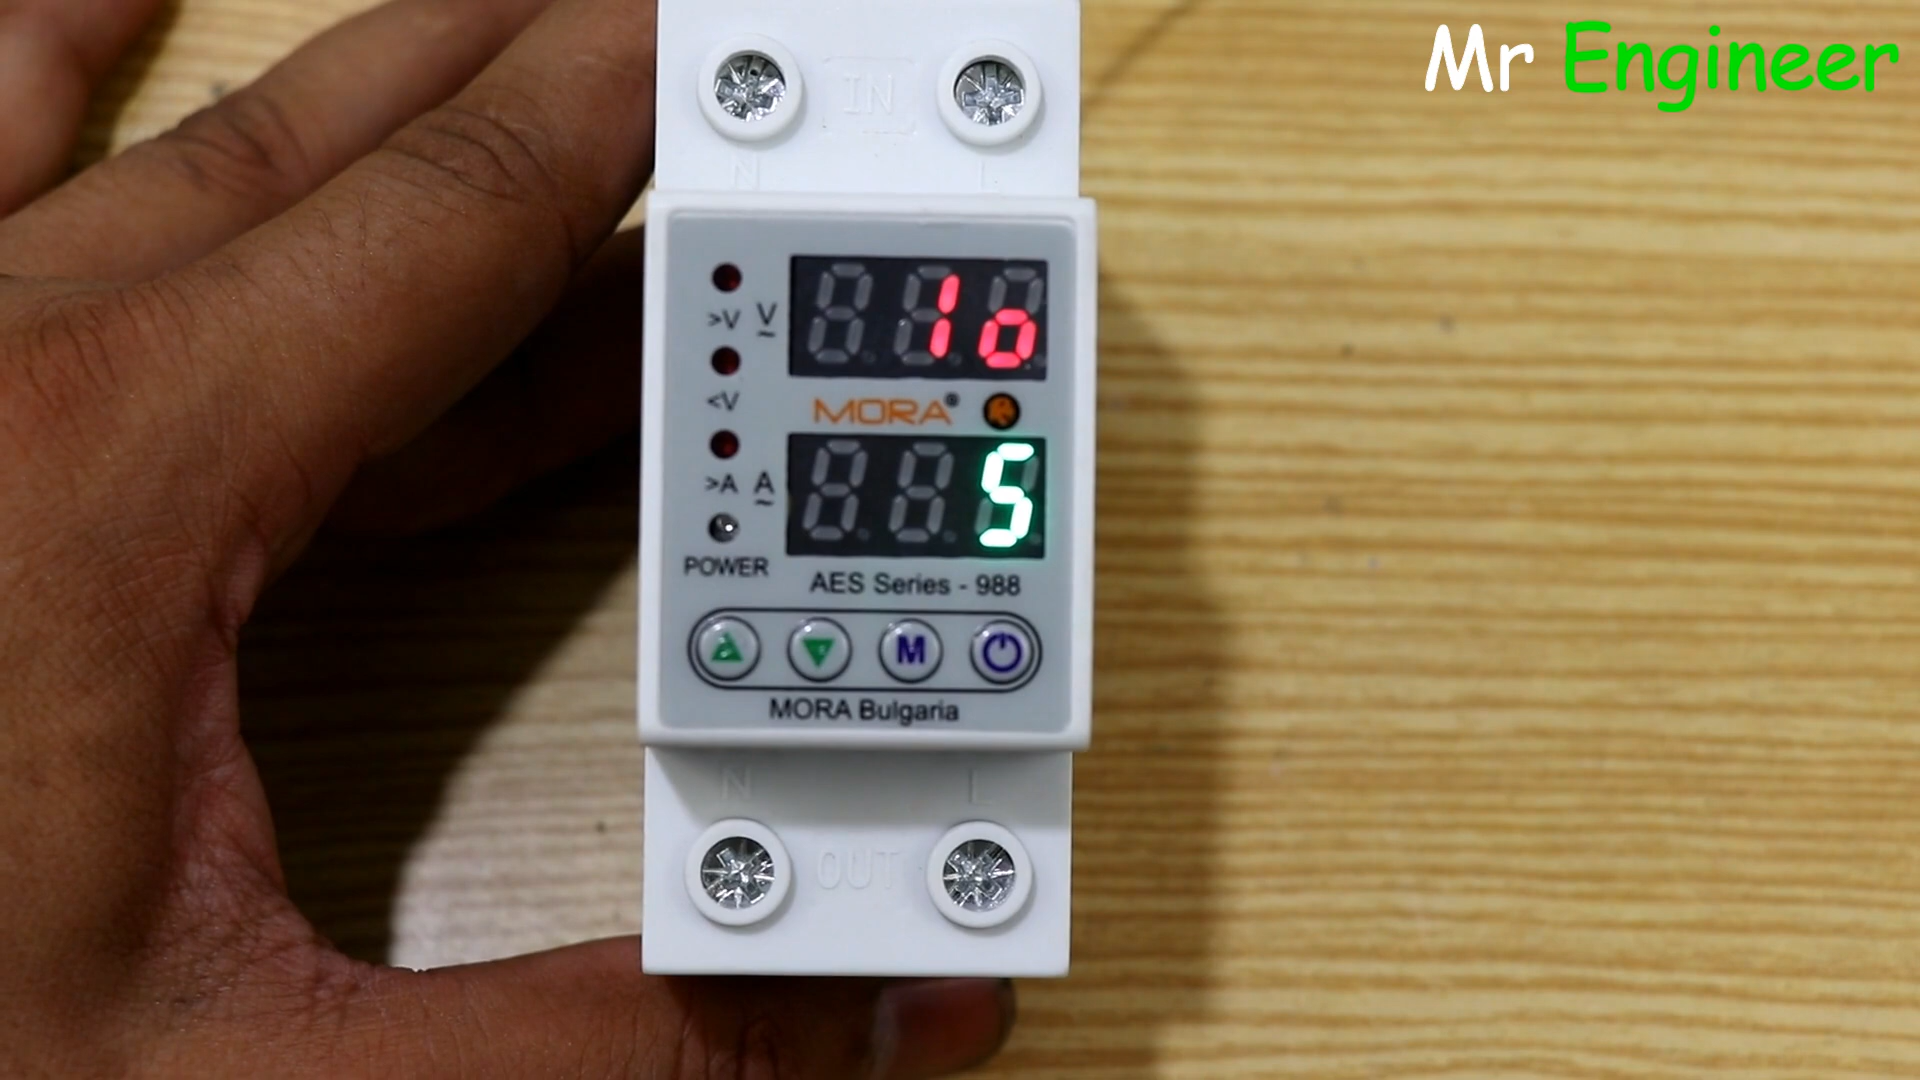 Mr Engineer
IN
N L
1o
>V V
<V
MORA®
5
>A A
POWER
AES Series - 988
M
MORA Bulgaria
N L
OUT